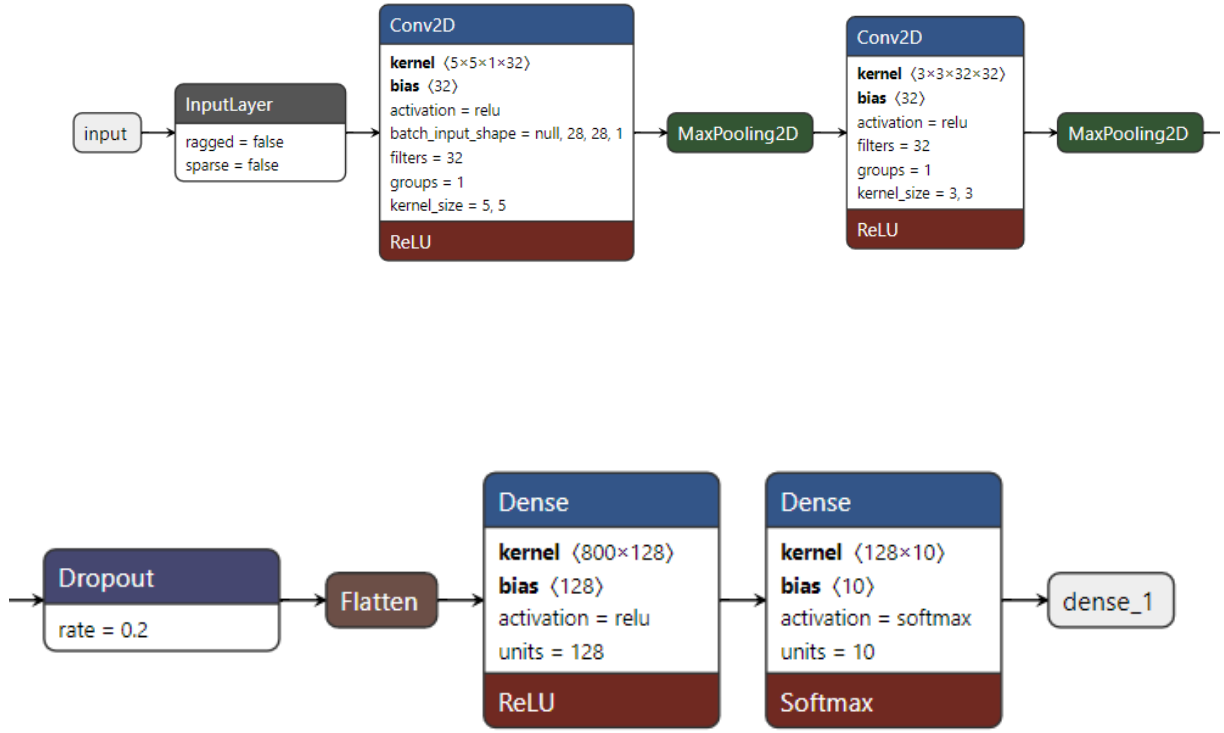 input
InputLayer
ragged = false
sparse = false
Conv2D
kernel ⟨5×5×1×32⟩
bias ⟨32⟩
activation = relu
batch_input_shape = null, 28, 28, 1
filters = 32
groups = 1
kernel_size = 5, 5
ReLU
MaxPooling2D
Conv2D
kernel ⟨3×3×32×32⟩
bias ⟨32⟩
activation = relu
filters = 32
groups = 1
kernel_size = 3, 3
ReLU
MaxPooling2D
Dropout
rate = 0.2
Flatten
Dense
kernel ⟨800×128⟩
bias ⟨128⟩
activation = relu
units = 128
ReLU
Dense
kernel ⟨128×10⟩
bias ⟨10⟩
activation = softmax
units = 10
Softmax
dense_1